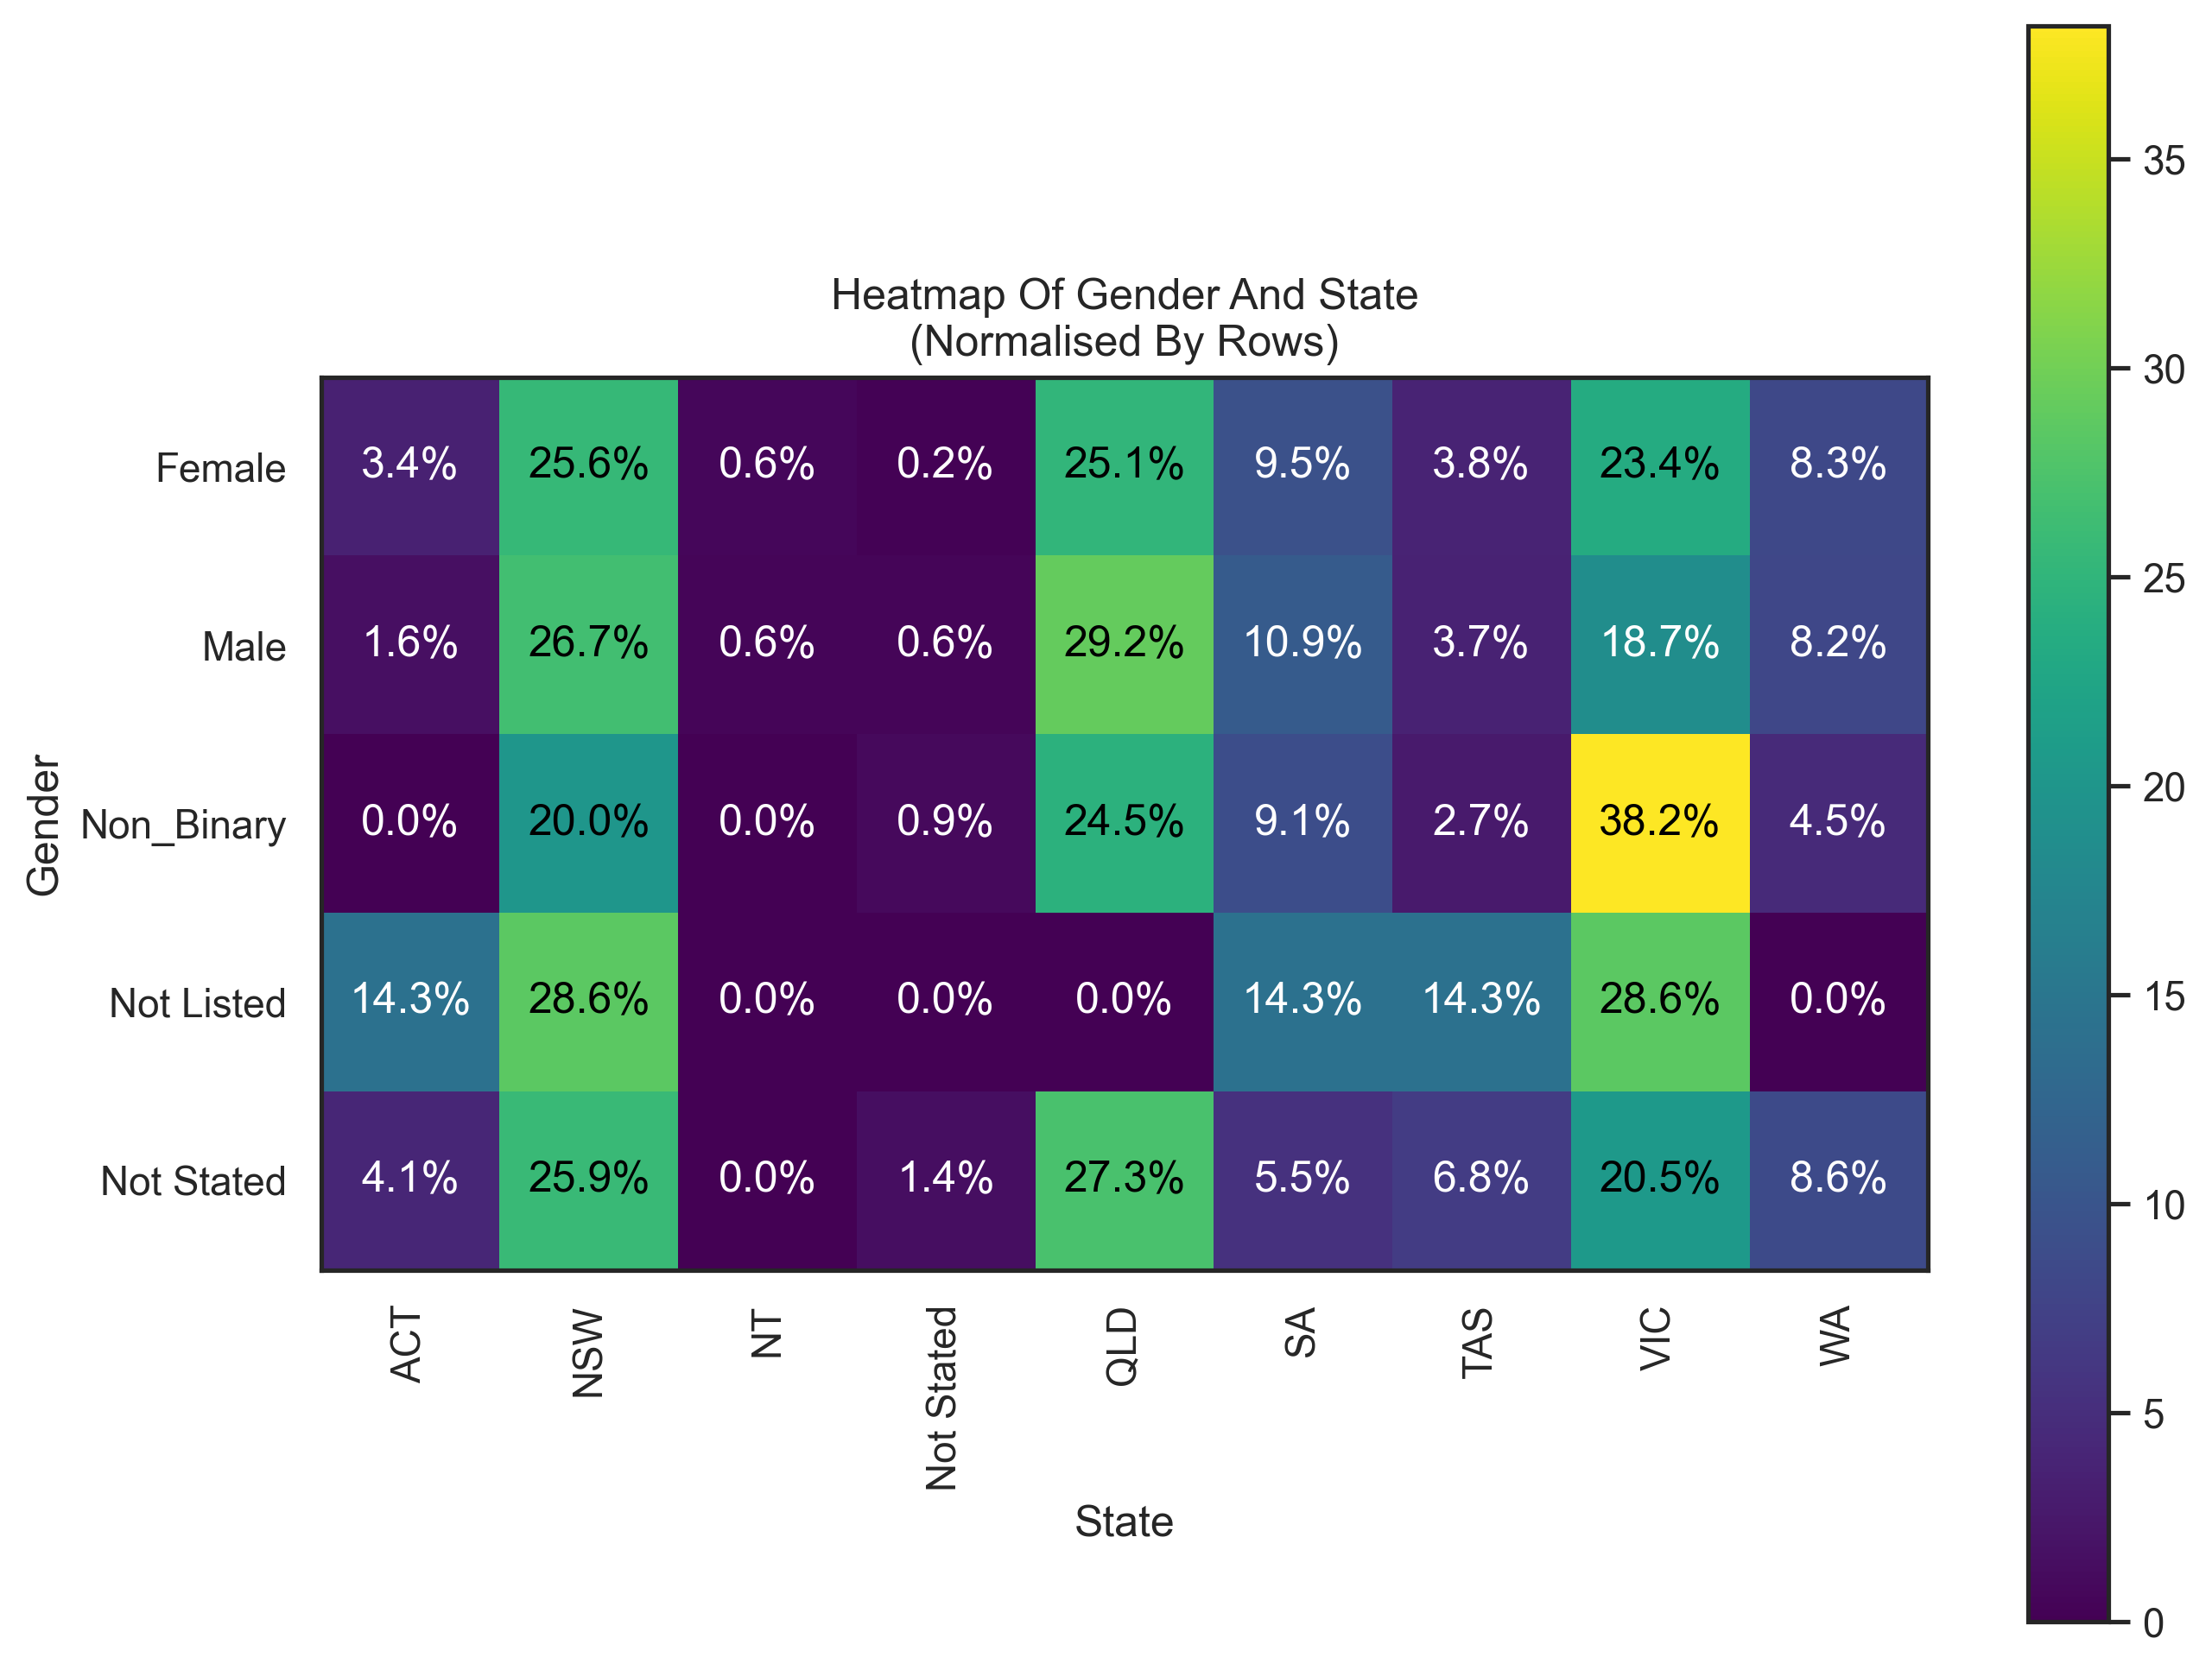 Heatmap Of Gender And State
(Normalised By Rows)
Gender
Female 3.4% 25.6% 0.6% 0.2% 25.1% 9.5% 3.8% 23.4% 8.3%
Male 1.6% 26.7% 0.6% 0.6% 29.2% 10.9% 3.7% 18.7% 8.2%
Non_Binary 0.0% 20.0% 0.0% 0.9% 24.5% 9.1% 2.7% 38.2% 4.5%
Not Listed 14.3% 28.6% 0.0% 0.0% 0.0% 14.3% 14.3% 28.6% 0.0%
Not Stated 4.1% 25.9% 0.0% 1.4% 27.3% 5.5% 6.8% 20.5% 8.6%
ACT NSW NT Not Stated QLD SA TAS VIC WA
State
35
30
25
20
15
10
5
0